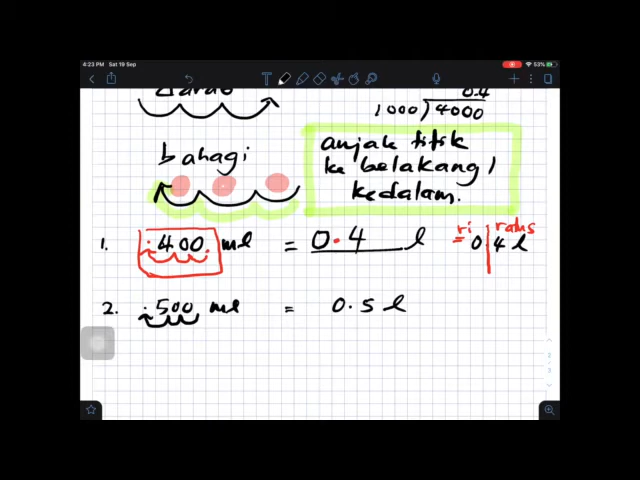 4:23 PM Sat 19 Sep
53%
darab
0.4
1000 4000
bahagi
anjak titik
ke belakang /
kedalam.
1. .400. ml = 0.4 l
ri ratus
= 0.4 l
2. .500 ml = 0.5 l